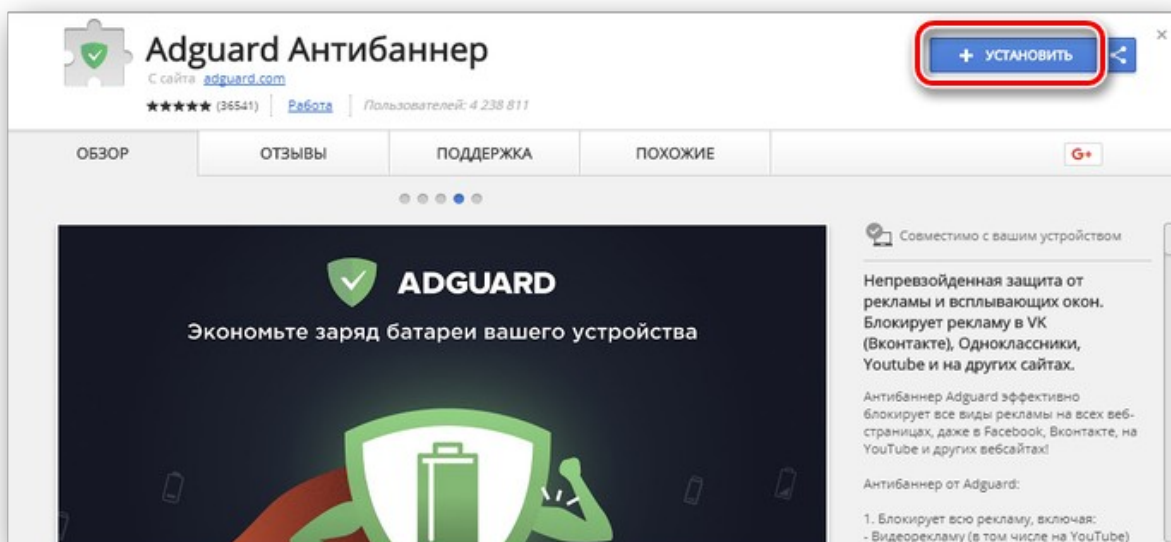 Adguard Антибаннер
С сайта adguard.com
★★★★★ (36541) Работа Пользователей: 4 238 811
+ УСТАНОВИТЬ
ОБЗОР ОТЗЫВЫ ПОДДЕРЖКА ПОХОЖИЕ G+
ADGUARD
Экономьте заряд батареи вашего устройства
Совместимо с вашим устройством
Непревзойденная защита от
рекламы и всплывающих окон.
Блокирует рекламу в VK
(Вконтакте), Одноклассники,
Youtube и на других сайтах.
Антибаннер Adguard эффективно
блокирует все виды рекламы на всех веб-
страницах, даже в Facebook, Вконтакте, на
YouTube и других вебсайтах!
Антибаннер от Adguard:
1. Блокирует всю рекламу, включая:
- Видеорекламу (в том числе на YouTube)